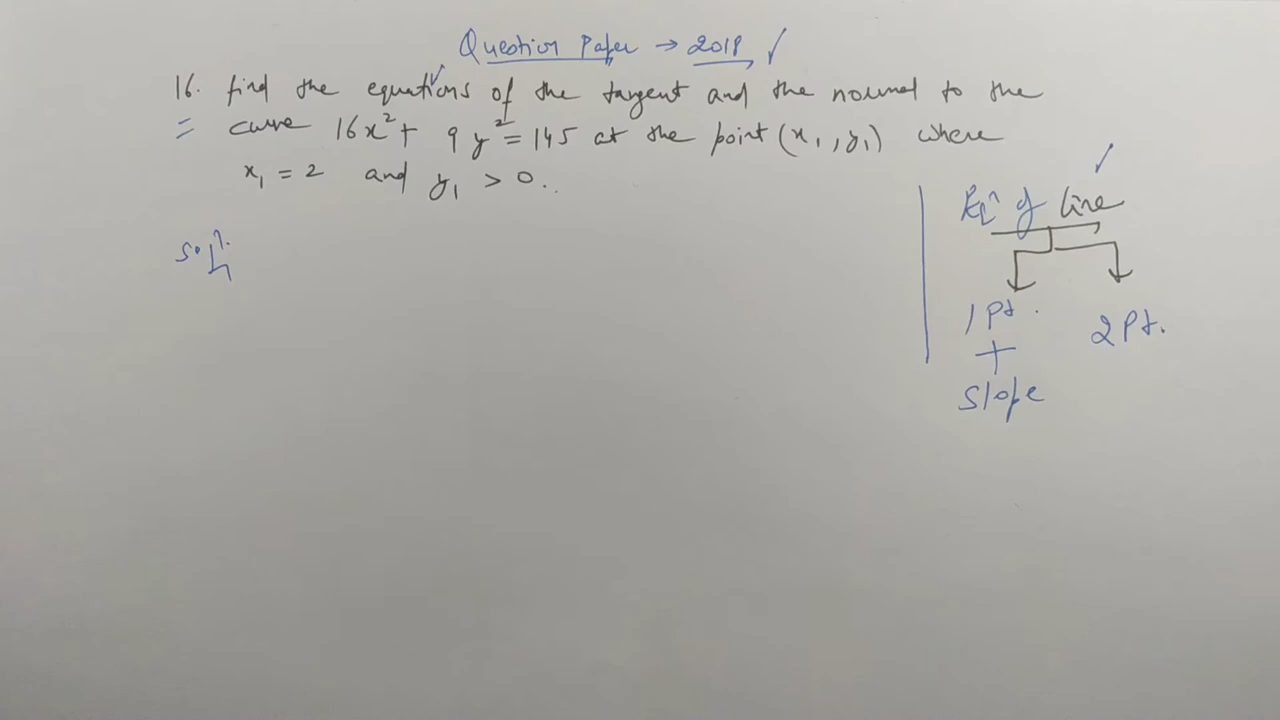 Question Paper → 2018 ✓
16. find the equations of the tangent and the normal to the
curve 16x² + 9y² = 145 at the point (x₁, y₁) where
x₁ = 2 and y₁ > 0..
Solⁿ.
Eqⁿ of line
1 Pt.
+
Slope
2 Pt.